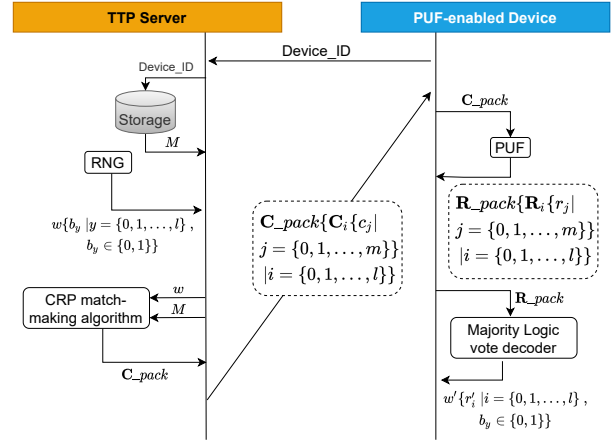 TTP Server
PUF-enabled Device
Device_ID
Device_ID
Storage
M
RNG
w{b_y |y = {0, 1, . . . , l} ,
b_y ∈ {0, 1}}
w
M
CRP match-
making algorithm
C_pack
C_pack{C_i{c_j|
j = {0, 1, . . . , m}}
|i = {0, 1, . . . , l}}
C_pack
PUF
R_pack{R_i{r_j|
j = {0, 1, . . . , m}}
|i = {0, 1, . . . , l}}
R_pack
Majority Logic
vote decoder
w′{r′_i |i = {0, 1, . . . , l} ,
b_y ∈ {0, 1}}